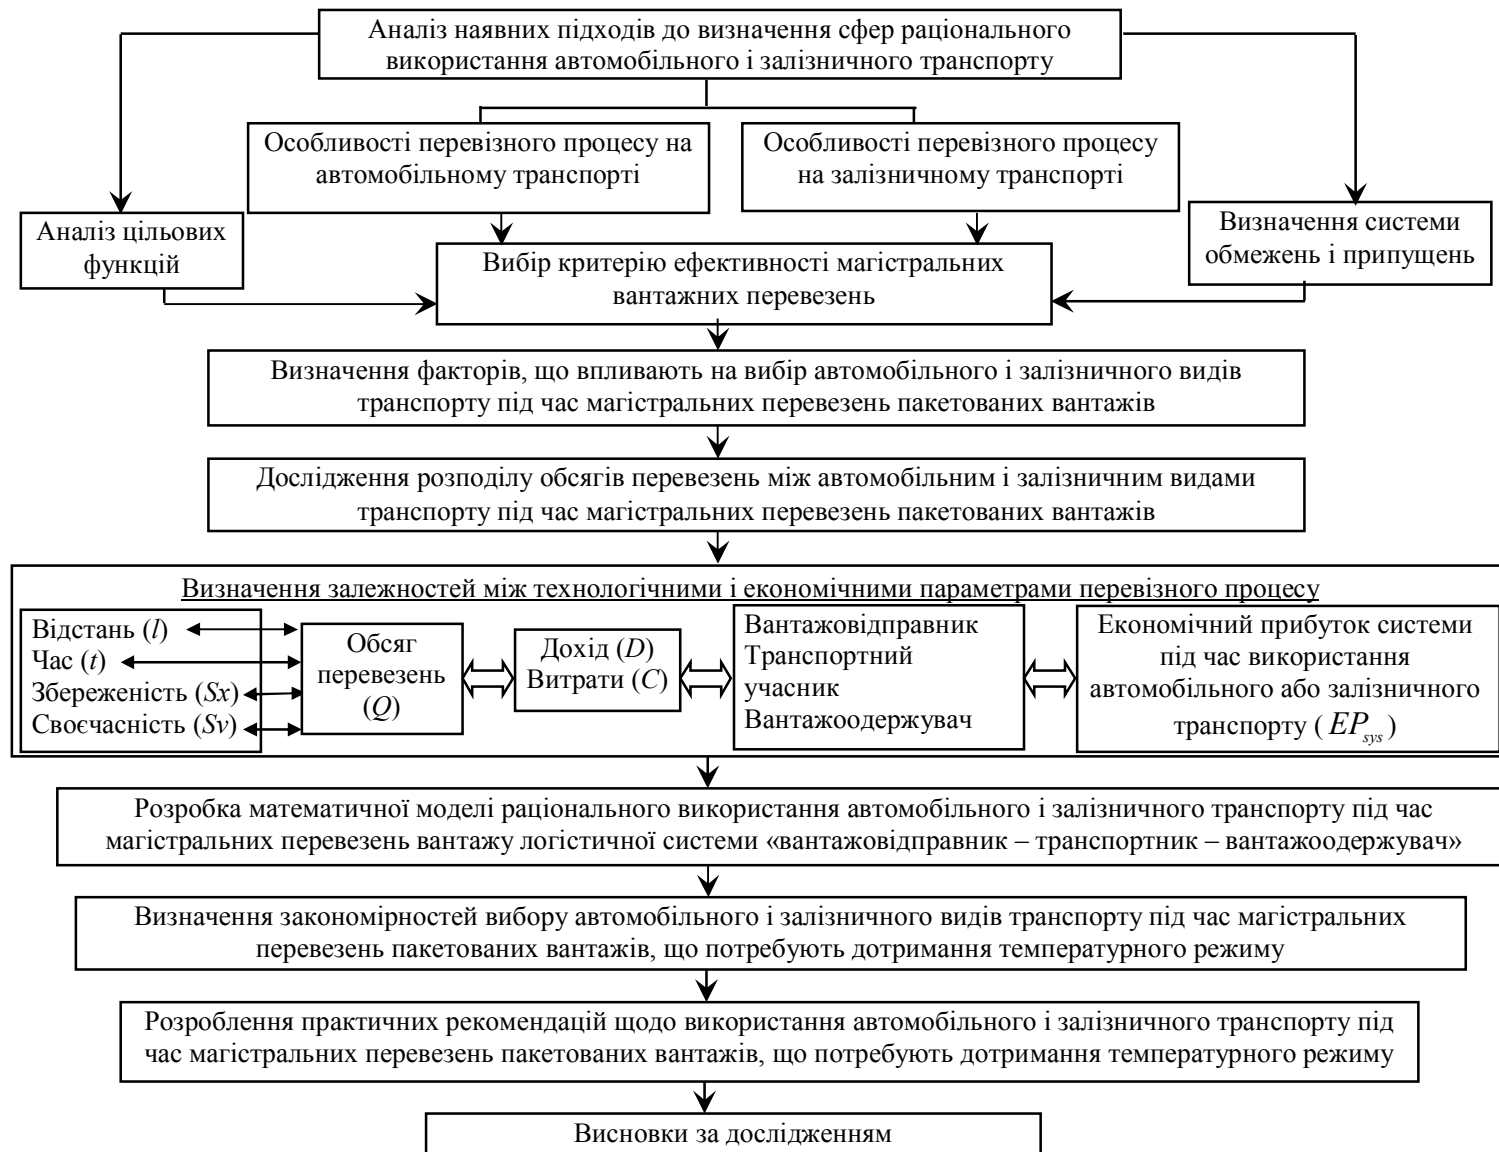 Аналіз наявних підходів до визначення сфер раціонального
використання автомобільного і залізничного транспорту
Особливості перевізного процесу на
автомобільному транспорті
Особливості перевізного процесу
на залізничному транспорті
Аналіз цільових
функцій
Визначення системи
обмежень і припущень
Вибір критерію ефективності магістральних
вантажних перевезень
Визначення факторів, що впливають на вибір автомобільного і залізничного видів
транспорту під час магістральних перевезень пакетованих вантажів
Дослідження розподілу обсягів перевезень між автомобільним і залізничним видами
транспорту під час магістральних перевезень пакетованих вантажів
Визначення залежностей між технологічними і економічними параметрами перевізного процесу
Відстань (l)
Час (t)
Збереженість (Sx)
Своєчасність (Sv)
Обсяг
перевезень
(Q)
Дохід (D)
Витрати (C)
Вантажовідправник
Транспортний
учасник
Вантажоодержувач
Економічний прибуток системи
під час використання
автомобільного або залізничного
транспорту ( EP_sys )
Розробка математичної моделі раціонального використання автомобільного і залізничного транспорту під час
магістральних перевезень вантажу логістичної системи «вантажовідправник – транспортник – вантажоодержувач»
Визначення закономірностей вибору автомобільного і залізничного видів транспорту під час магістральних
перевезень пакетованих вантажів, що потребують дотримання температурного режиму
Розроблення практичних рекомендацій щодо використання автомобільного і залізничного транспорту під
час магістральних перевезень пакетованих вантажів, що потребують дотримання температурного режиму
Висновки за дослідженням